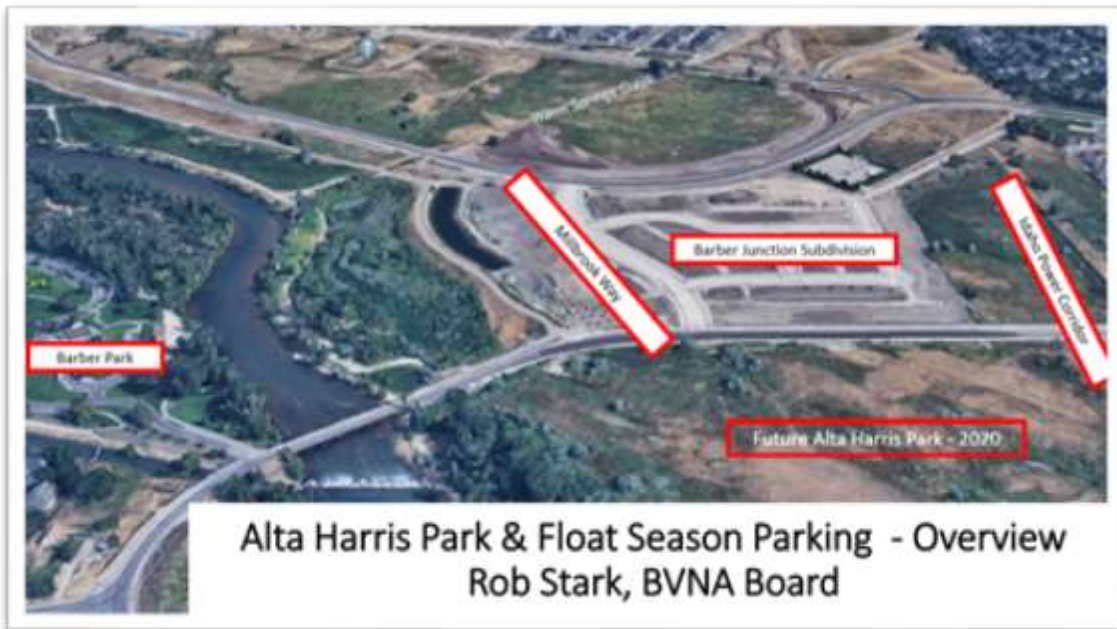 Millbrook Way
Barber Junction Subdivision
Idaho Power Corridor
Barber Park
Future Alta Harris Park - 2020
Alta Harris Park & Float Season Parking - Overview
Rob Stark, BVNA Board